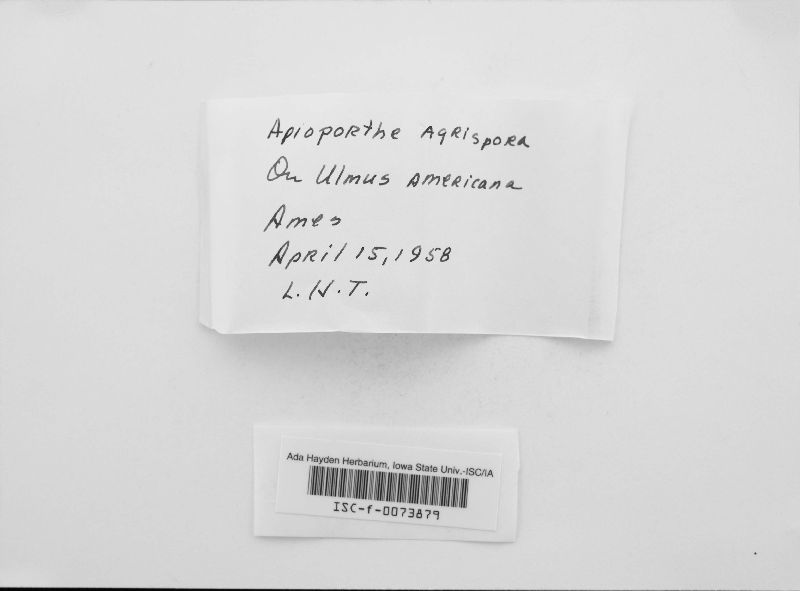 Apioporthe agrispora
On Ulmus americana
Ames
April 15, 1958
L.H.T.
Ada Hayden Herbarium, Iowa State Univ.-ISC/IA
ISC-f-0073879